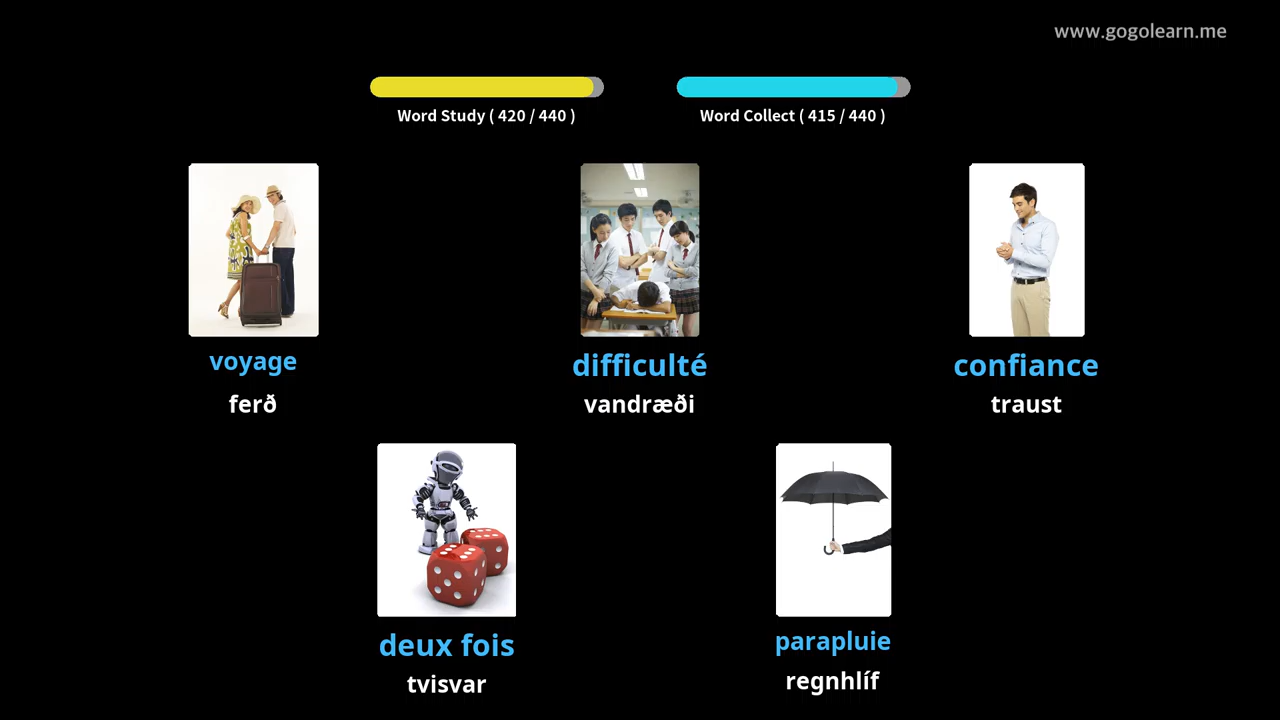 www.gogolearn.me
Word Study ( 420 / 440 )
Word Collect ( 415 / 440 )
voyage
difficulté
confiance
ferð
vandræði
traust
deux fois
parapluie
tvisvar
regnhlíf